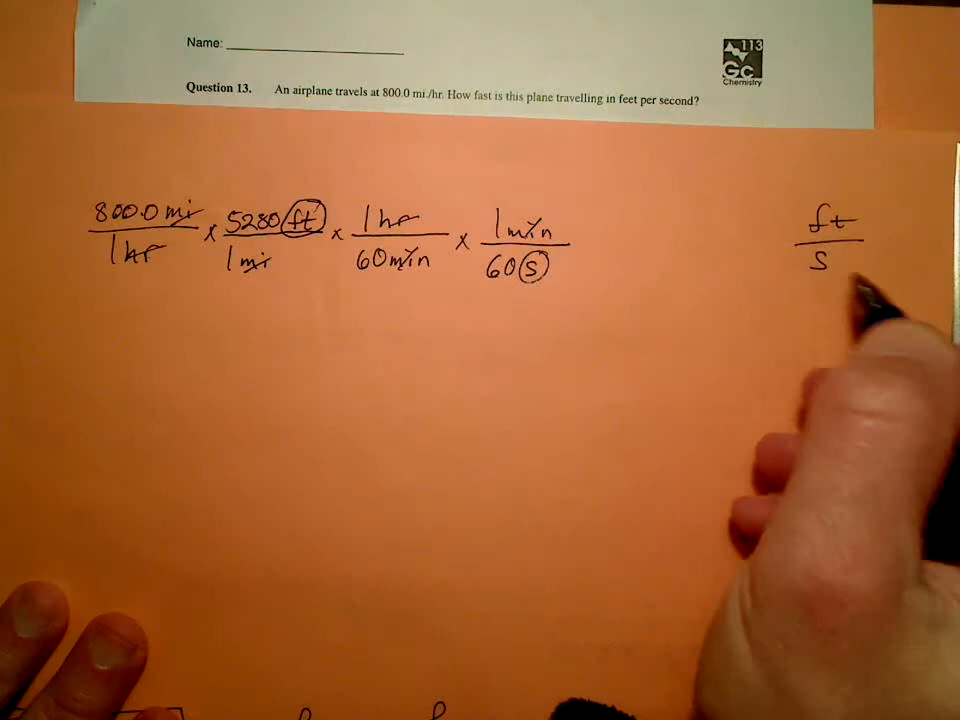 Name:
113
GC
Chemistry
Question 13. An airplane travels at 800.0 mi./hr. How fast is this plane travelling in feet per second?
800.0 mi × 5280 ft × 1 hr × 1 min
1 hr 1 mi 60 min 60 s
ft
s